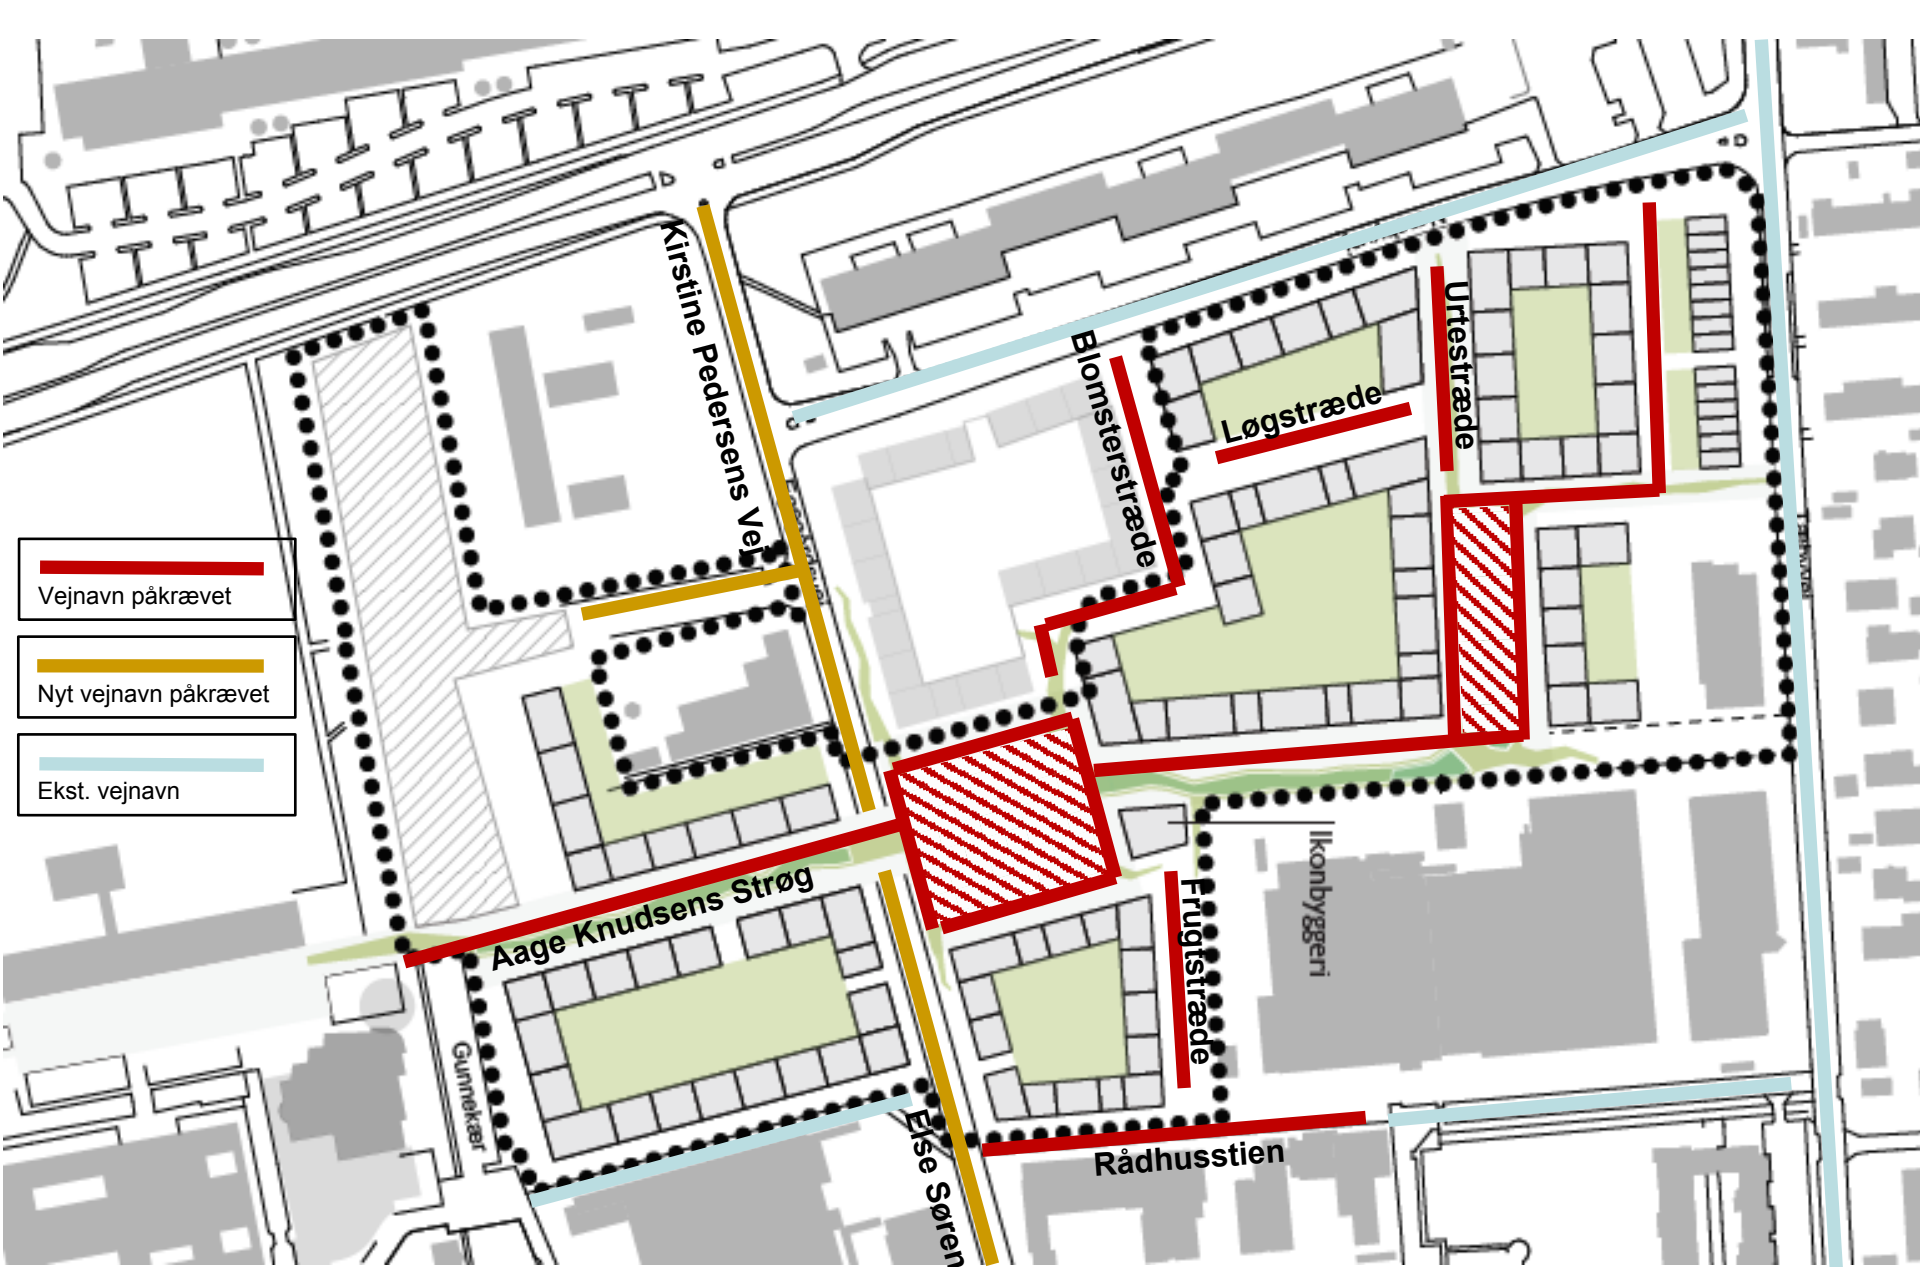 Kirstine Pedersens Vej
Blomsterstræde
Løgstræde
Urtestræde
Vejnavn påkrævet
Nyt vejnavn påkrævet
Ekst. vejnavn
Aage Knudsens Strøg
Frugtstræde
Ikonbyggeri
Gunnekær
Else Søren
Rådhusstien